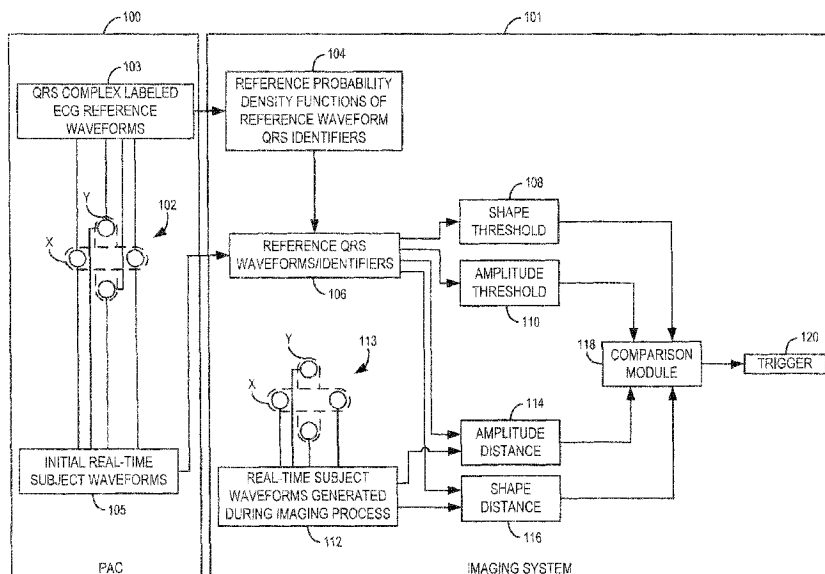 100
101
103
QRS COMPLEX LABELED
ECG REFERENCE
WAVEFORMS
104
REFERENCE PROBABILITY
DENSITY FUNCTIONS OF
REFERENCE WAVEFORM
QRS IDENTIFIERS
Y
102
X
108
SHAPE
THRESHOLD
REFERENCE QRS
WAVEFORMS/IDENTIFIERS
106
AMPLITUDE
THRESHOLD
110
118
COMPARISON
MODULE
120
TRIGGER
Y
113
X
114
AMPLITUDE
DISTANCE
INITIAL REAL-TIME
SUBJECT WAVEFORMS
105
REAL-TIME SUBJECT
WAVEFORMS GENERATED
DURING IMAGING PROCESS
112
SHAPE
DISTANCE
116
PAC
IMAGING SYSTEM